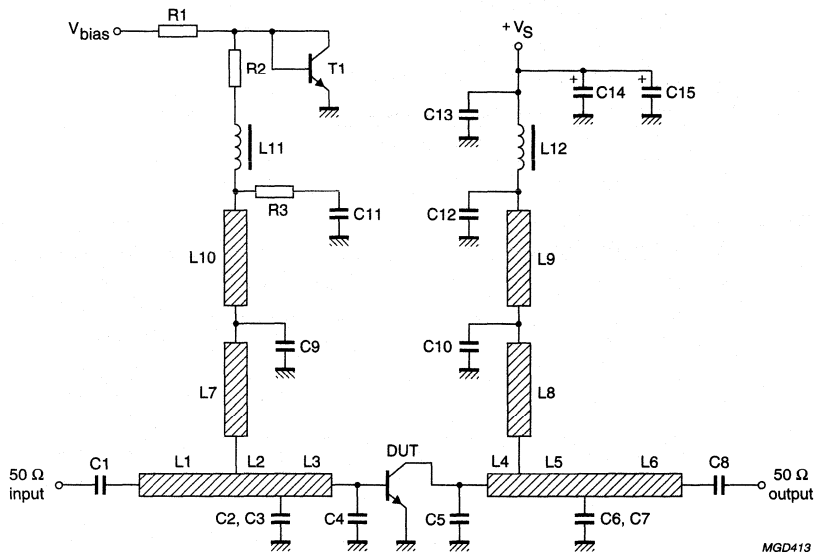 R1
V bias
R2
T1
L11
R3
C11
L10
C9
L7
+ VS
C14
C15
C13
L12
C12
L9
C10
L8
50 Ω
input
C1
L1
L2
L3
C2, C3
C4
DUT
C5
L4
L5
L6
C6, C7
C8
50 Ω
output
MGD413